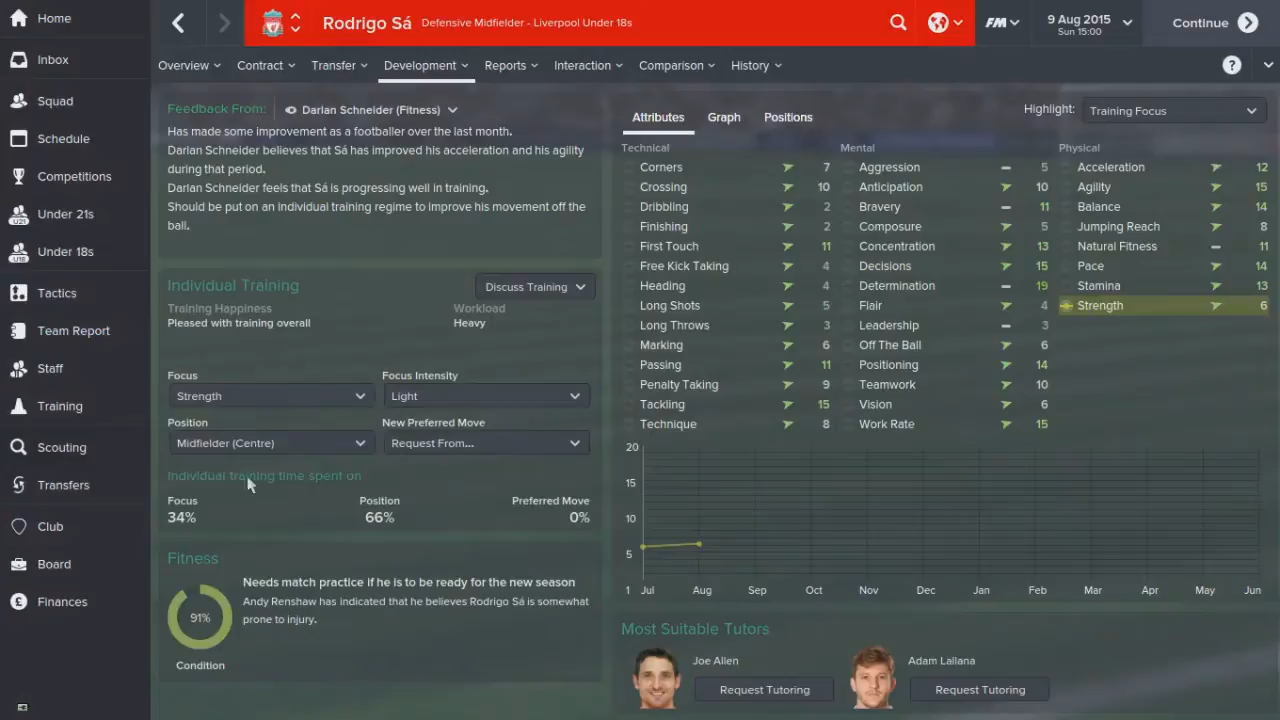 Home
Inbox
Squad
Schedule
Competitions
Under 21s
U21
Under 18s
U18
Tactics
Team Report
Staff
Training
Scouting
Transfers
Club
Board
Finances
Rodrigo Sá
Defensive Midfielder - Liverpool Under 18s
FM
9 Aug 2015
Sun 15:00
Continue
Overview
Contract
Transfer
Development
Reports
Interaction
Comparison
History
?
Feedback From:
Darlan Schneider (Fitness)
Has made some improvement as a footballer over the last month.
Darlan Schneider believes that Sá has improved his acceleration and his agility
during that period.
Darlan Schneider feels that Sá is progressing well in training.
Should be put on an individual training regime to improve his movement off the
ball.
Individual Training
Discuss Training
Training Happiness
Workload
Pleased with training overall
Heavy
Focus
Focus Intensity
Strength
Light
Position
New Preferred Move
Midfielder (Centre)
Request From...
Individual training time spent on
Focus
Position
Preferred Move
34%
66%
0%
Fitness
91%
Condition
Needs match practice if he is to be ready for the new season
Andy Renshaw has indicated that he believes Rodrigo Sá is somewhat
prone to injury.
Attributes
Graph
Positions
Highlight:
Training Focus
Technical
Corners 7
Crossing 10
Dribbling 2
Finishing 2
First Touch 11
Free Kick Taking 4
Heading 4
Long Shots 5
Long Throws 3
Marking 6
Passing 11
Penalty Taking 9
Tackling 15
Technique 8
Mental
Aggression 5
Anticipation 10
Bravery 11
Composure 5
Concentration 13
Decisions 15
Determination 19
Flair 4
Leadership 3
Off The Ball 6
Positioning 14
Teamwork 10
Vision 6
Work Rate 15
Physical
Acceleration 12
Agility 15
Balance 14
Jumping Reach 8
Natural Fitness 11
Pace 14
Stamina 13
Strength 6
20
15
10
5
1
Jul Aug Sep Oct Nov Dec Jan Feb Mar Apr May Jun
Most Suitable Tutors
Joe Allen
Request Tutoring
Adam Lallana
Request Tutoring